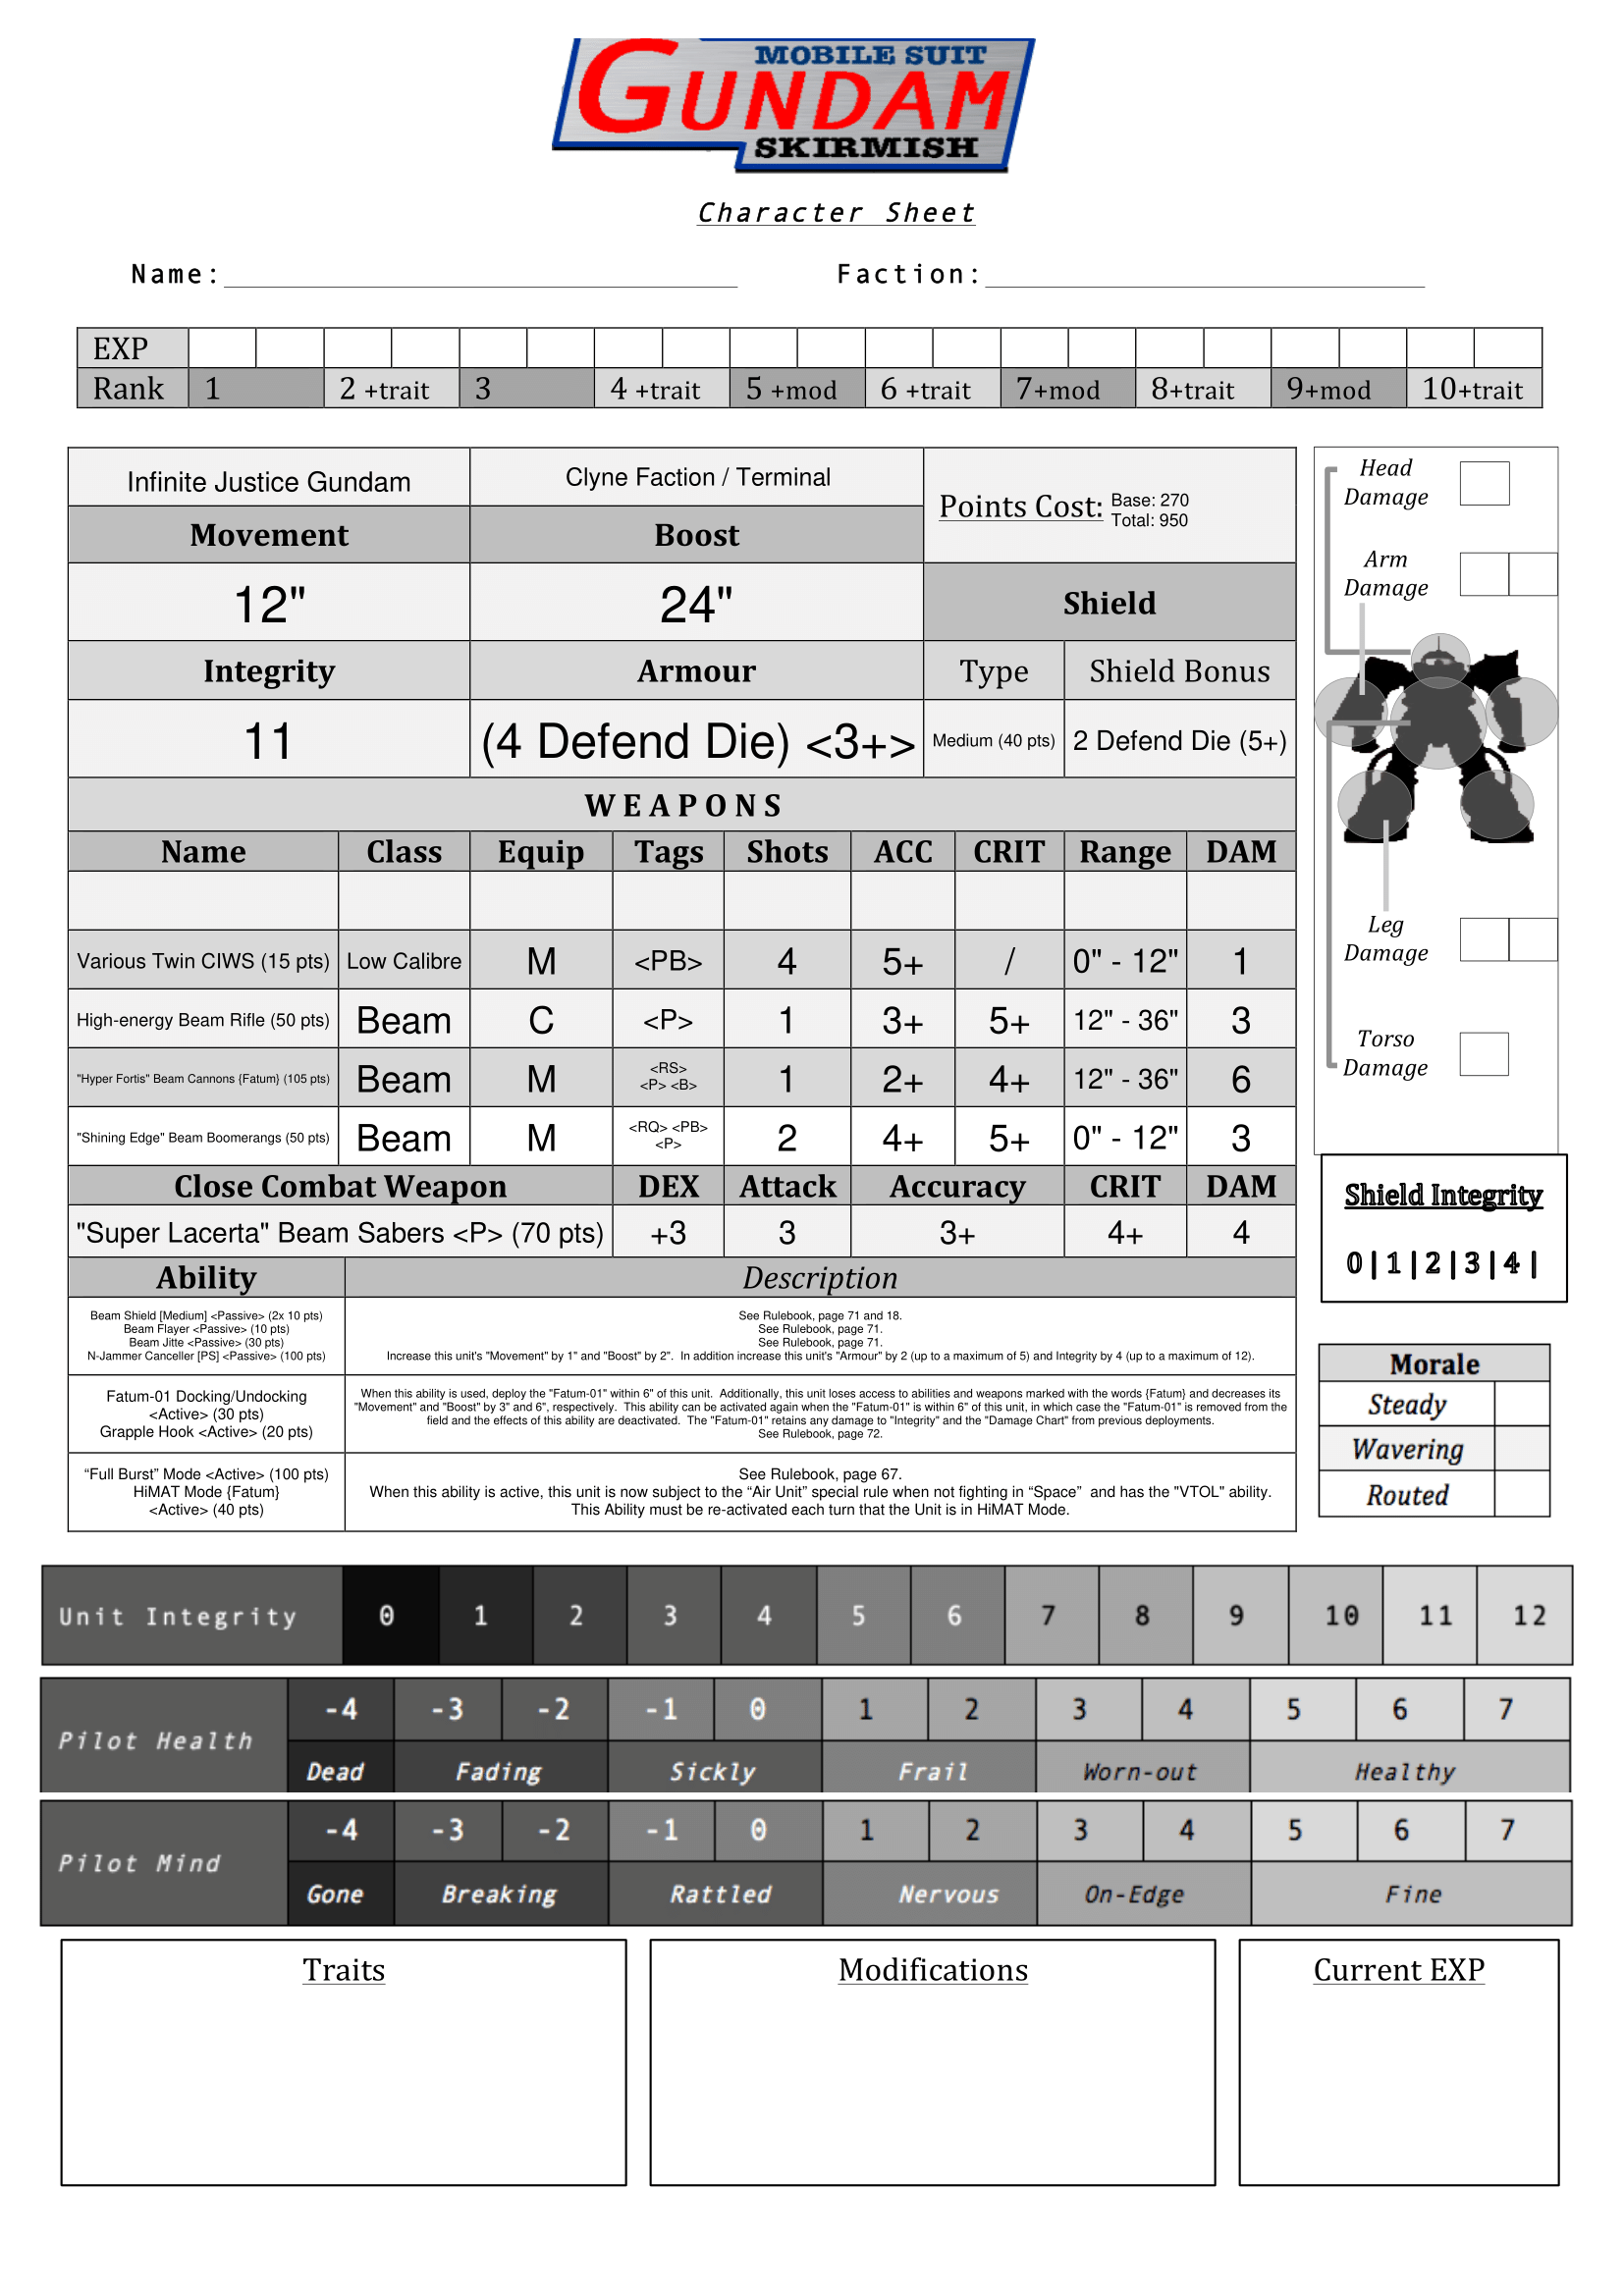 MOBILE SUIT
GUNDAM
SKIRMISH
Character Sheet
Name: Faction:
EXP
Rank 1 2 +trait 3 4 +trait 5 +mod 6 +trait 7+mod 8+trait 9+mod 10+trait
Infinite Justice Gundam Clyne Faction / Terminal Points Cost: Base: 270
Total: 950
Movement Boost
12" 24" Shield
Integrity Armour Type Shield Bonus
11 (4 Defend Die) <3+> Medium (40 pts) 2 Defend Die (5+)
WEAPONS
Name Class Equip Tags Shots ACC CRIT Range DAM
Various Twin CIWS (15 pts) Low Calibre M <PB> 4 5+ / 0" - 12" 1
High-energy Beam Rifle (50 pts) Beam C <P> 1 3+ 5+ 12" - 36" 3
"Hyper Fortis" Beam Cannons {Fatum} (105 pts) Beam M <RS> <P> <B> 1 2+ 4+ 12" - 36" 6
"Shining Edge" Beam Boomerangs (50 pts) Beam M <RQ> <PB> <P> 2 4+ 5+ 0" - 12" 3
Close Combat Weapon DEX Attack Accuracy CRIT DAM
"Super Lacerta" Beam Sabers <P> (70 pts) +3 3 3+ 4+ 4
Ability Description
Beam Shield [Medium] <Passive> (2x 10 pts)
Beam Flayer <Passive> (10 pts)
Beam Jitte <Passive> (30 pts)
N-Jammer Canceller [PS] <Passive> (100 pts)
See Rulebook, page 71 and 18.
See Rulebook, page 71.
See Rulebook, page 71.
Increase this unit's "Movement" by 1" and "Boost" by 2". In addition increase this unit's "Armour" by 2 (up to a maximum of 5) and Integrity by 4 (up to a maximum of 12).
Fatum-01 Docking/Undocking
<Active> (30 pts)
Grapple Hook <Active> (20 pts)
When this ability is used, deploy the "Fatum-01" within 6" of this unit. Additionally, this unit loses access to abilities and weapons marked with the words {Fatum} and decreases its
"Movement" and "Boost" by 3" and 6", respectively. This ability can be activated again when the "Fatum-01" is within 6" of this unit, in which case the "Fatum-01" is removed from the
field and the effects of this ability are deactivated. The "Fatum-01" retains any damage to "Integrity" and the "Damage Chart" from previous deployments.
See Rulebook, page 72.
“Full Burst” Mode <Active> (100 pts)
HiMAT Mode {Fatum}
<Active> (40 pts)
See Rulebook, page 67.
When this ability is active, this unit is now subject to the “Air Unit” special rule when not fighting in “Space” and has the "VTOL" ability.
This Ability must be re-activated each turn that the Unit is in HiMAT Mode.
Head
Damage
Arm
Damage
Leg
Damage
Torso
Damage
Shield Integrity
0 | 1 | 2 | 3 | 4 |
Morale
Steady
Wavering
Routed
Unit Integrity 0 1 2 3 4 5 6 7 8 9 10 11 12
Pilot Health -4 -3 -2 -1 0 1 2 3 4 5 6 7
Dead Fading Sickly Frail Worn-out Healthy
Pilot Mind -4 -3 -2 -1 0 1 2 3 4 5 6 7
Gone Breaking Rattled Nervous On-Edge Fine
Traits Modifications Current EXP